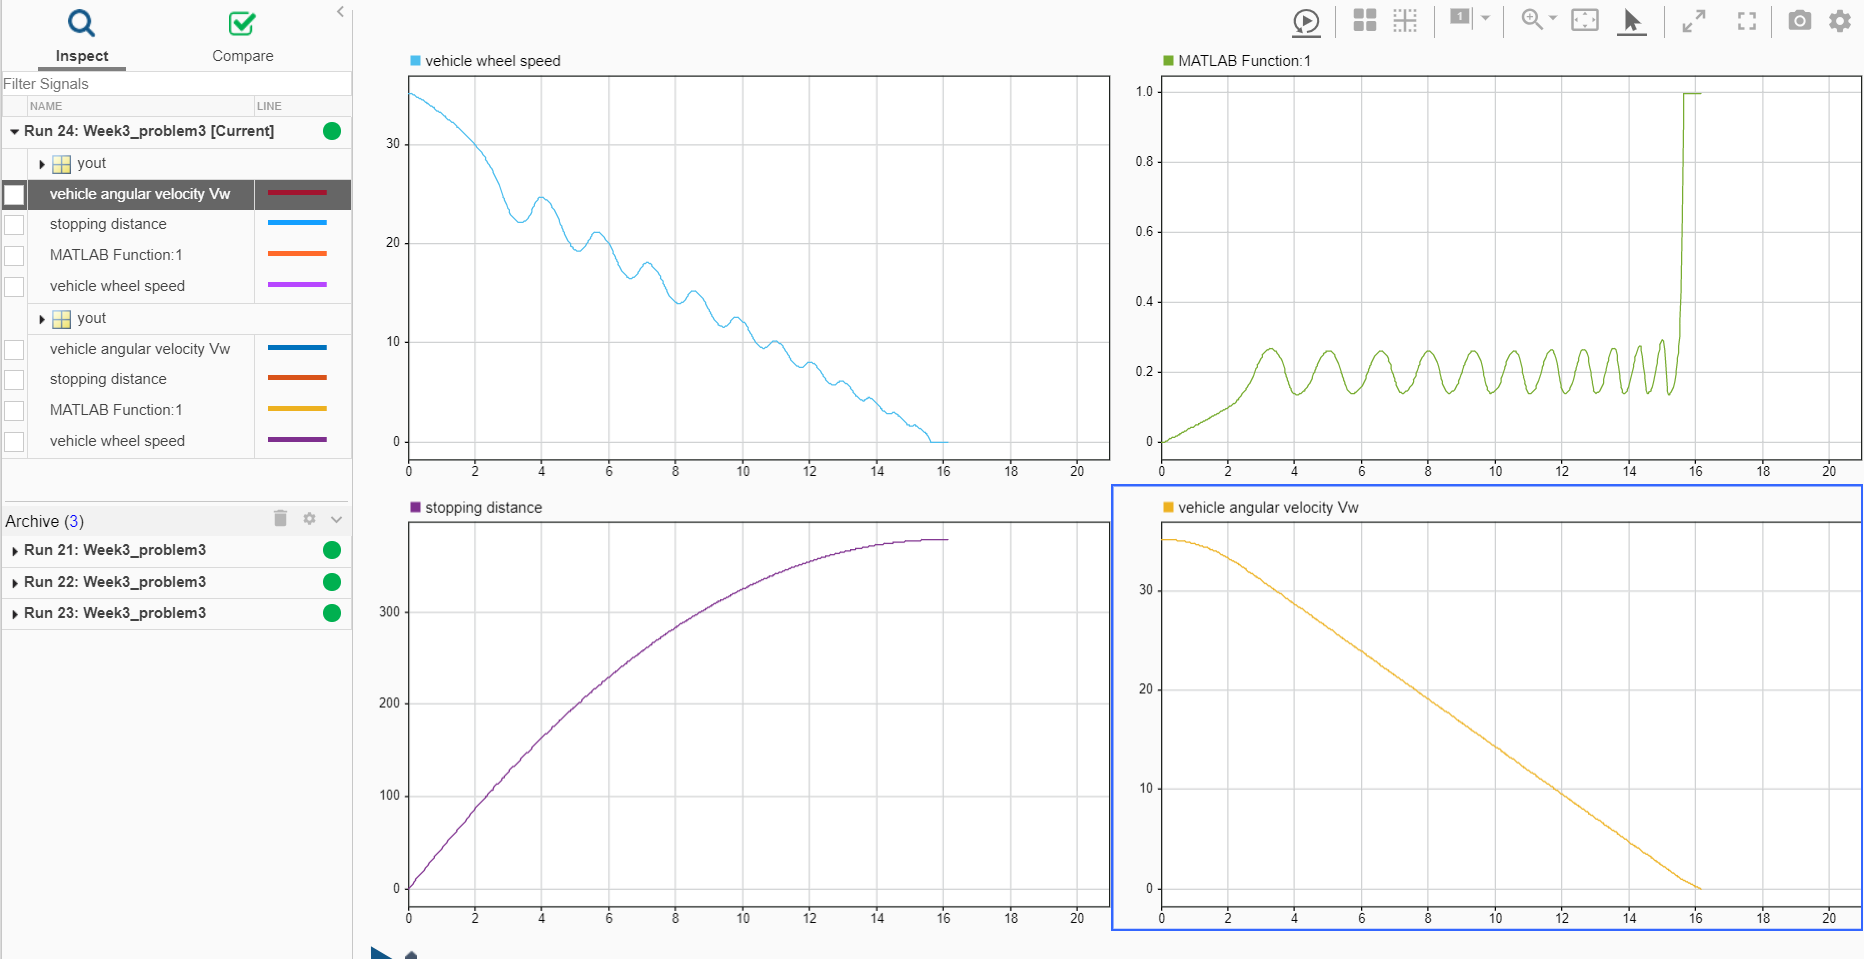 Inspect
Compare
Filter Signals
NAME
LINE
Run 24: Week3_problem3 [Current]
yout
vehicle angular velocity Vw
stopping distance
MATLAB Function:1
vehicle wheel speed
yout
vehicle angular velocity Vw
stopping distance
MATLAB Function:1
vehicle wheel speed
Archive (3)
Run 21: Week3_problem3
Run 22: Week3_problem3
Run 23: Week3_problem3
1
vehicle wheel speed
30
20
10
0
0 2 4 6 8 10 12 14 16 18 20
MATLAB Function:1
1.0
0.8
0.6
0.4
0.2
0
0 2 4 6 8 10 12 14 16 18 20
stopping distance
300
200
100
0
0 2 4 6 8 10 12 14 16 18 20
vehicle angular velocity Vw
30
20
10
0
0 2 4 6 8 10 12 14 16 18 20